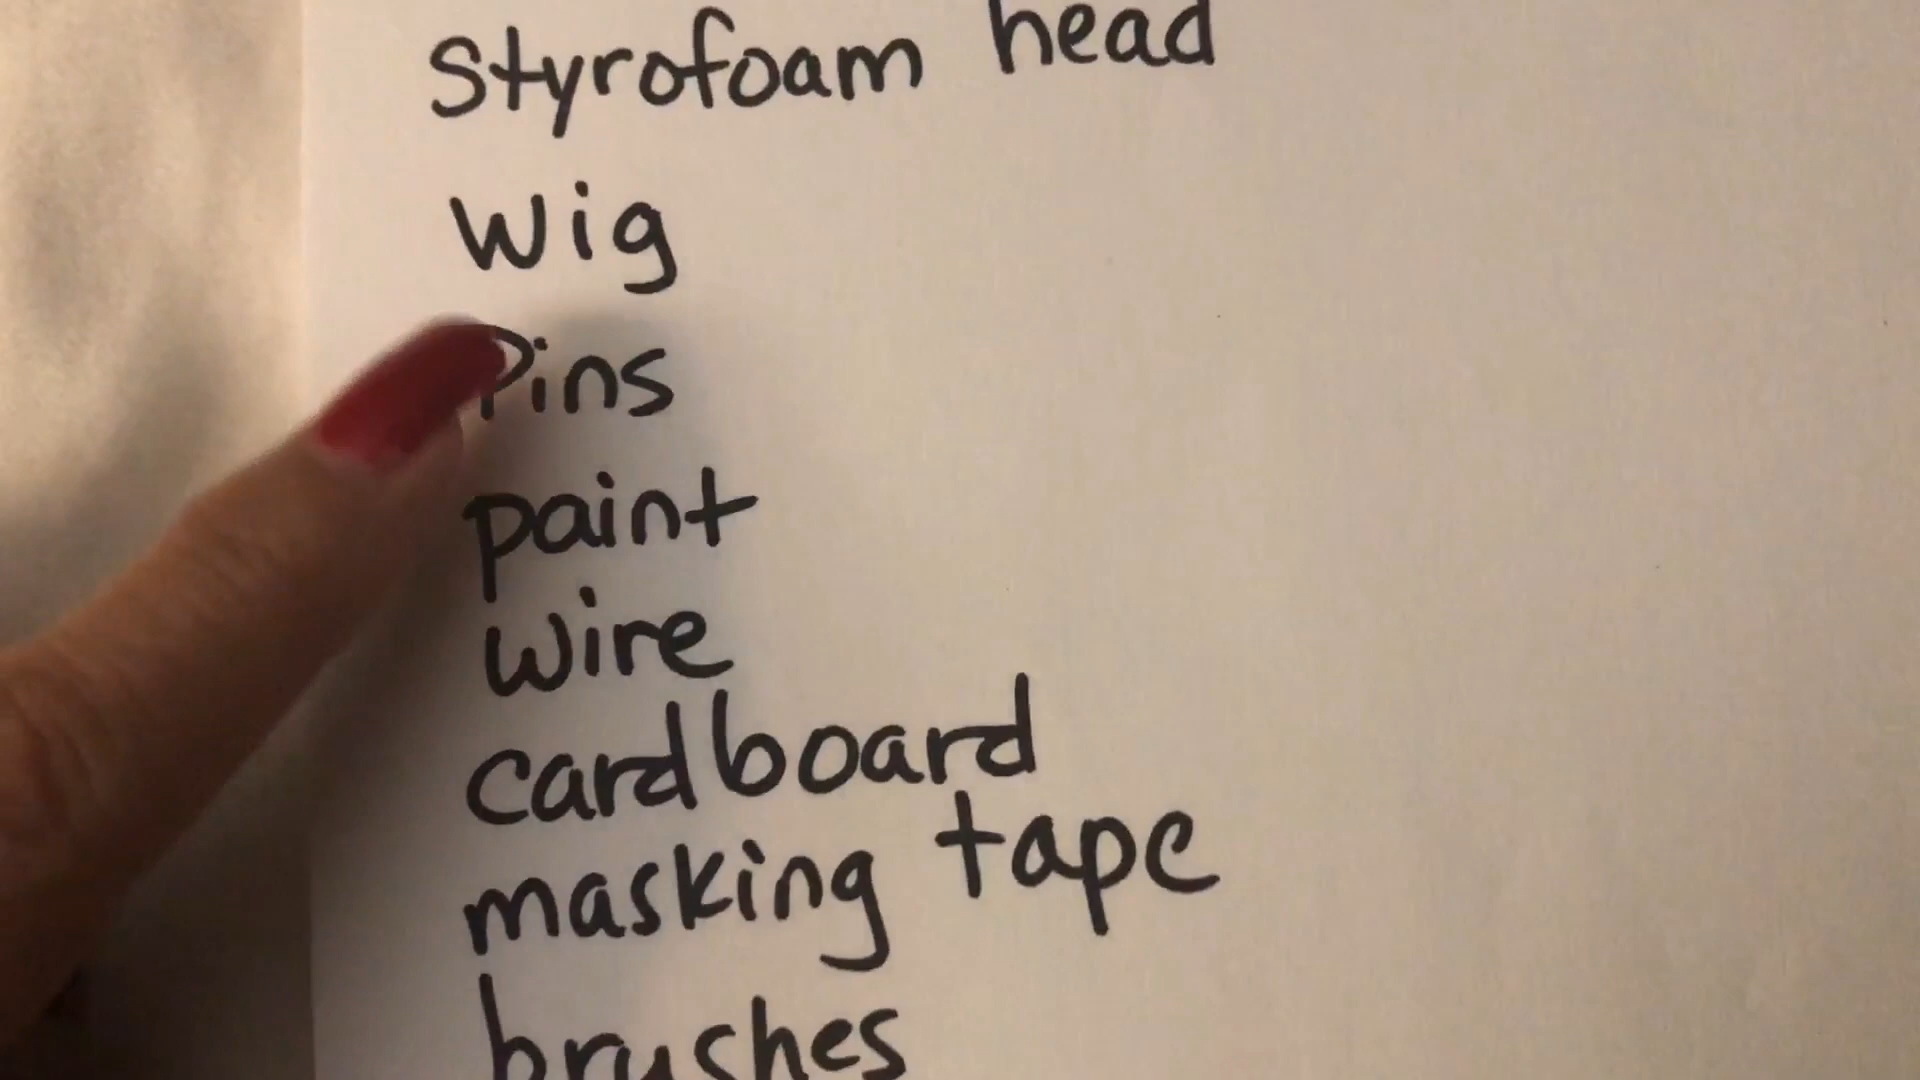 Styrofoam head
Wig
Pins
paint
wire
cardboard
masking tape
brushes